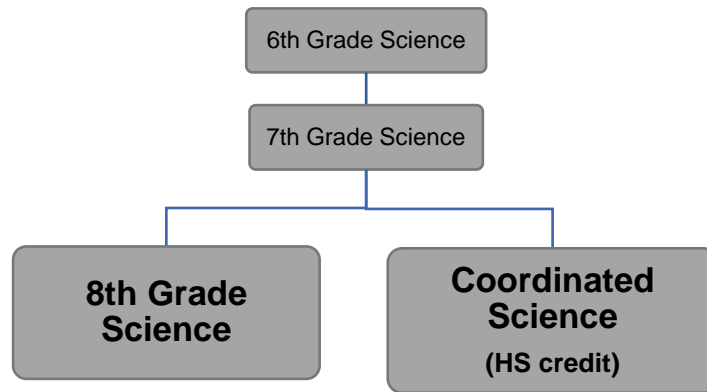 6th Grade Science
7th Grade Science
8th Grade
Science
Coordinated
Science
(HS credit)